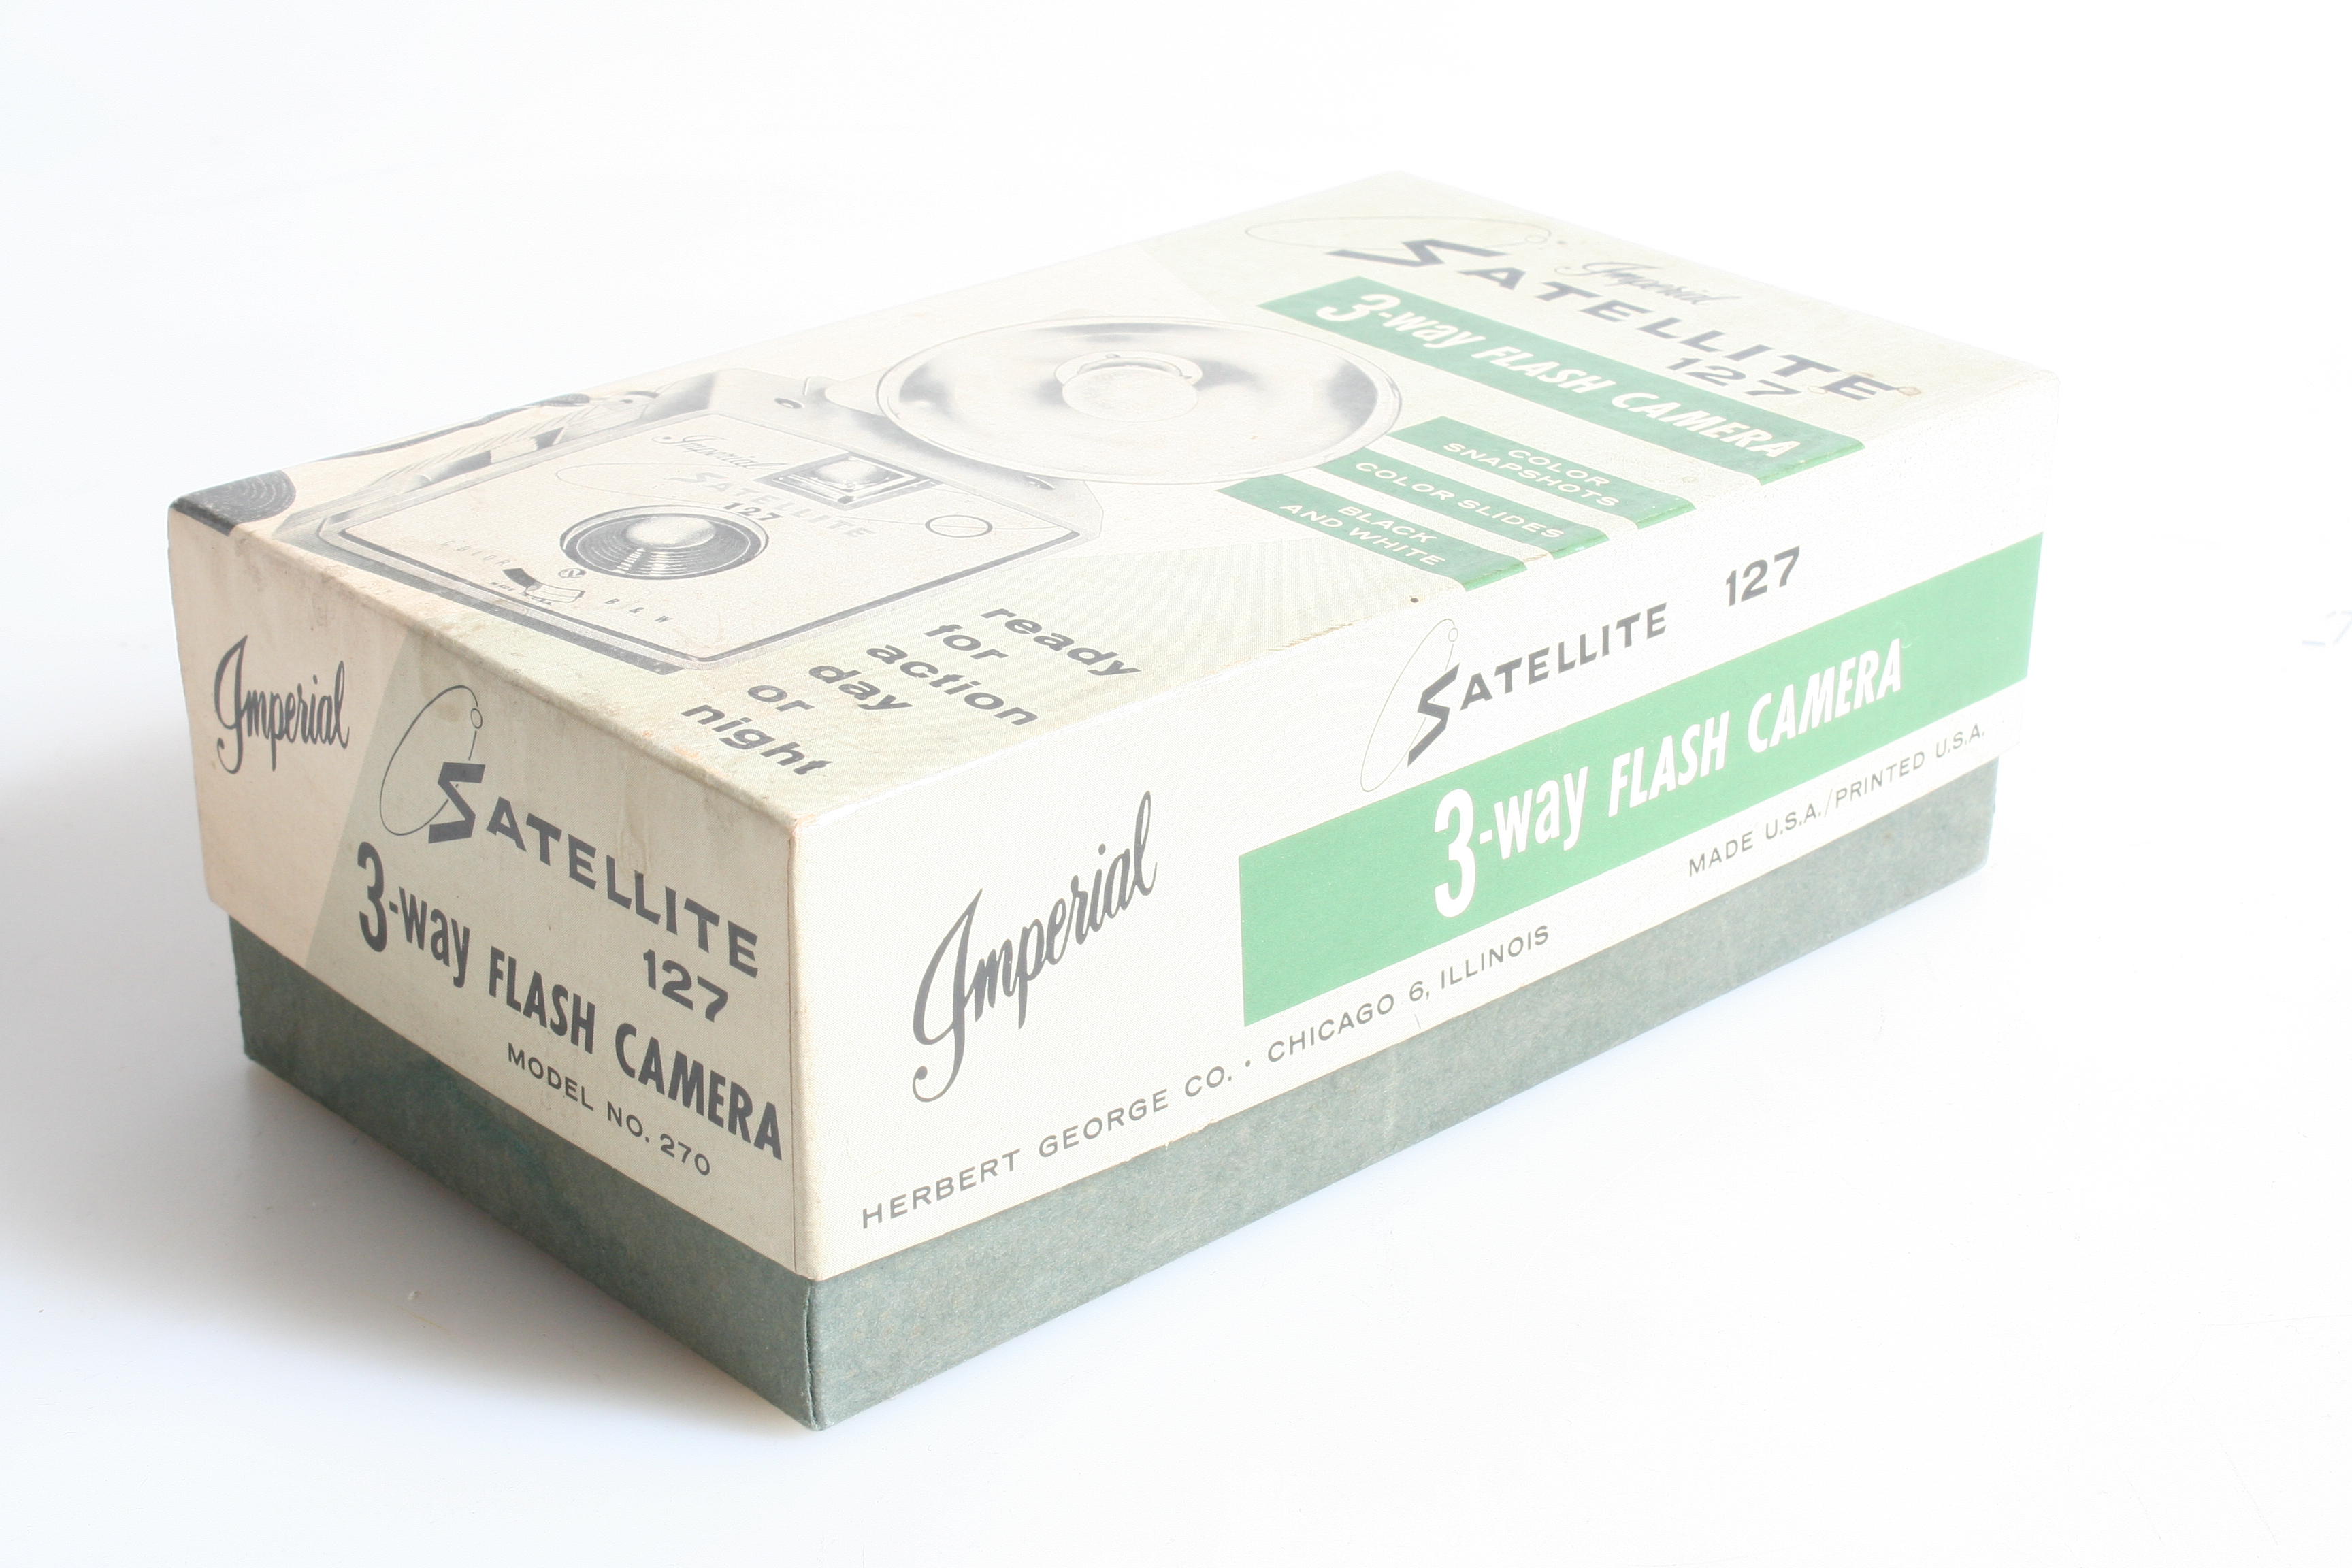 Imperial
SATELLITE
127
3-way FLASH CAMERA
COLOR
SNAPSHOTS
COLOR SLIDES
BLACK
AND WHITE
Imperial
SATELLITE
127
COLOR
B & W
ready
for
action
day
or
night
Imperial
SATELLITE
127
3-way FLASH CAMERA
MODEL NO. 270
Imperial
SATELLITE 127
3-way FLASH CAMERA
HERBERT GEORGE CO. • CHICAGO 6, ILLINOIS MADE U.S.A./PRINTED U.S.A.